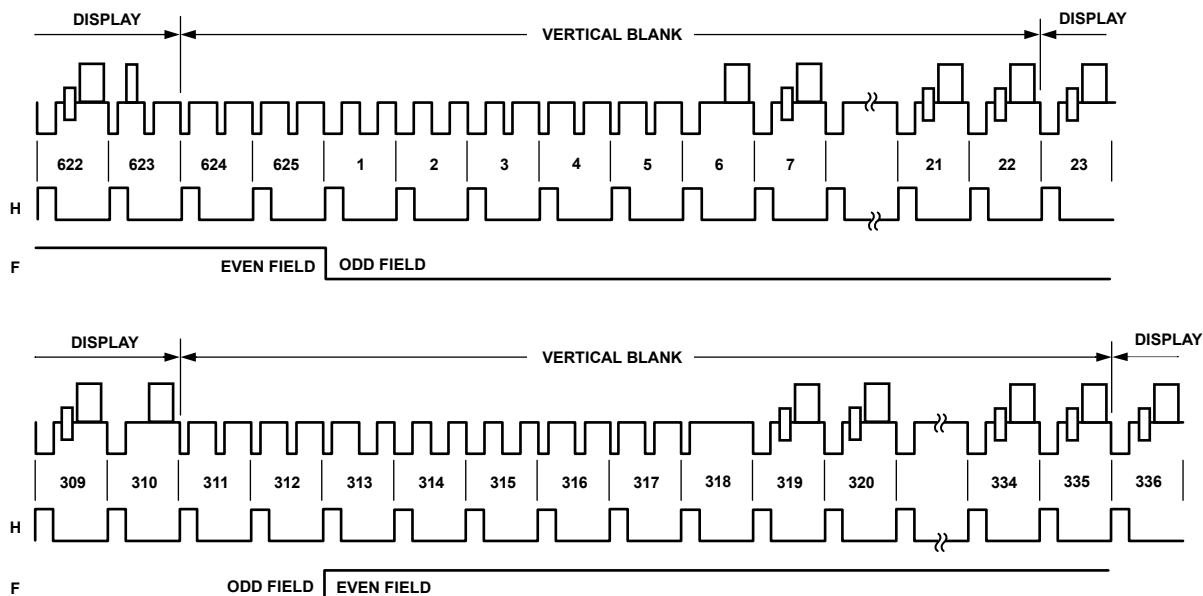 DISPLAY DISPLAY
VERTICAL BLANK
622 623 624 625 1 2 3 4 5 6 7 21 22 23
H
F
EVEN FIELD ODD FIELD
DISPLAY DISPLAY
VERTICAL BLANK
309 310 311 312 313 314 315 316 317 318 319 320 334 335 336
H
F
ODD FIELD EVEN FIELD